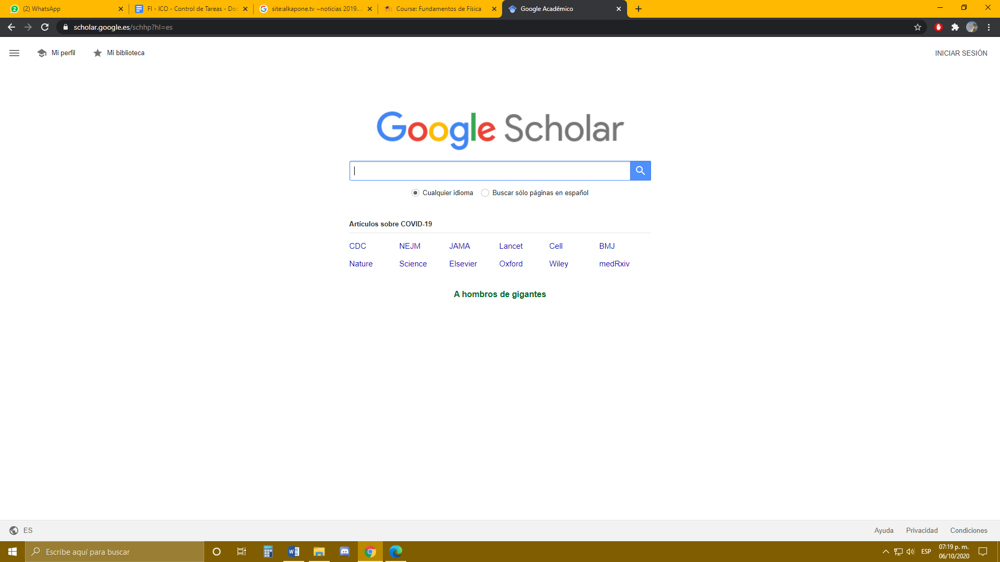 2 (2) WhatsApp
FI - ICO - Control de Tareas - Doc
site:alkapone.tv ~noticias 2019...2
Course: Fundamentos de Física
Google Académico
scholar.google.es/schhp?hl=es
Mi perfil
Mi biblioteca
INICIAR SESIÓN
Google Scholar
Cualquier idioma
Buscar sólo páginas en español
Artículos sobre COVID-19
CDC NEJM JAMA Lancet Cell BMJ
Nature Science Elsevier Oxford Wiley medRxiv
A hombros de gigantes
ES
Ayuda Privacidad Condiciones
Escribe aquí para buscar
ESP
07:19 p. m.
06/10/2020